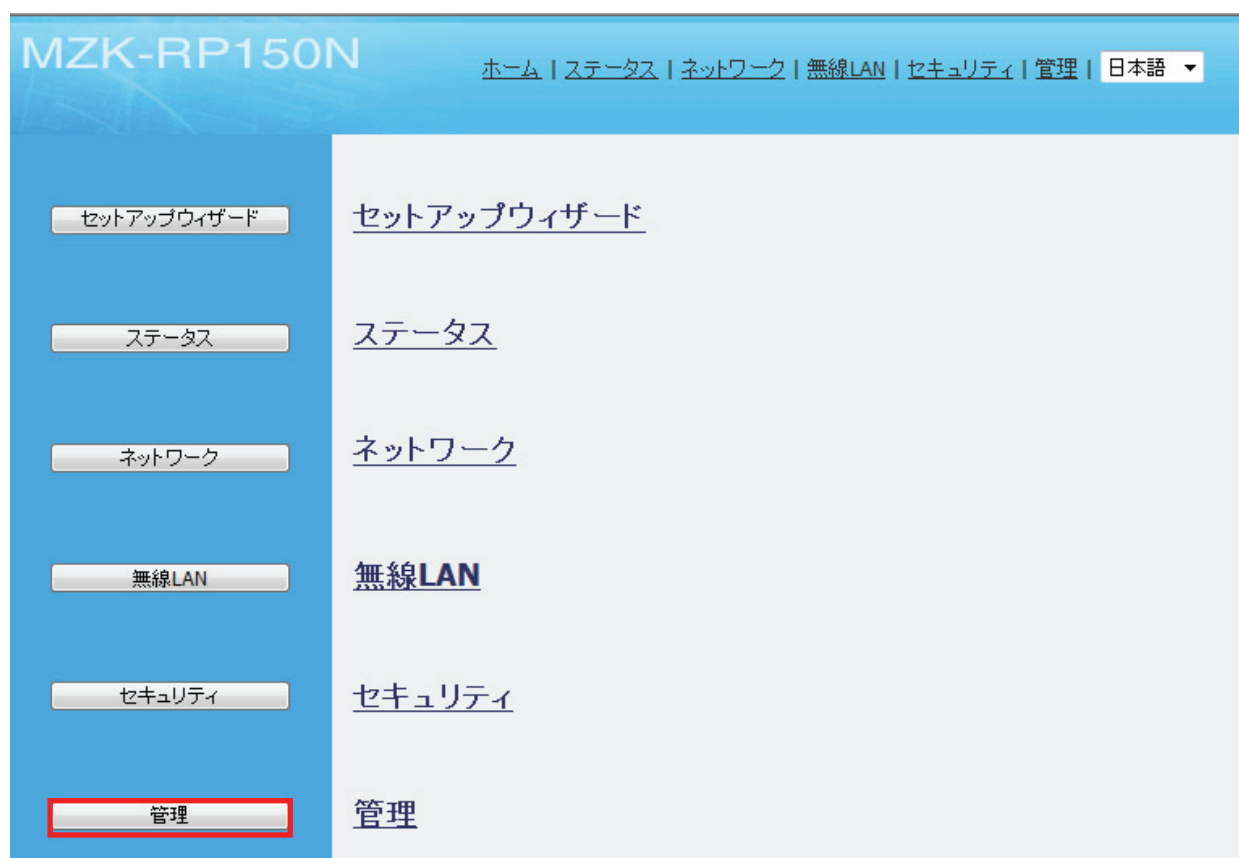 MZK-RP150N
ホーム | ステータス | ネットワーク | 無線LAN | セキュリティ | 管理 | 日本語
セットアップウィザード セットアップウィザード
ステータス ステータス
ネットワーク ネットワーク
無線LAN 無線LAN
セキュリティ セキュリティ
管理 管理